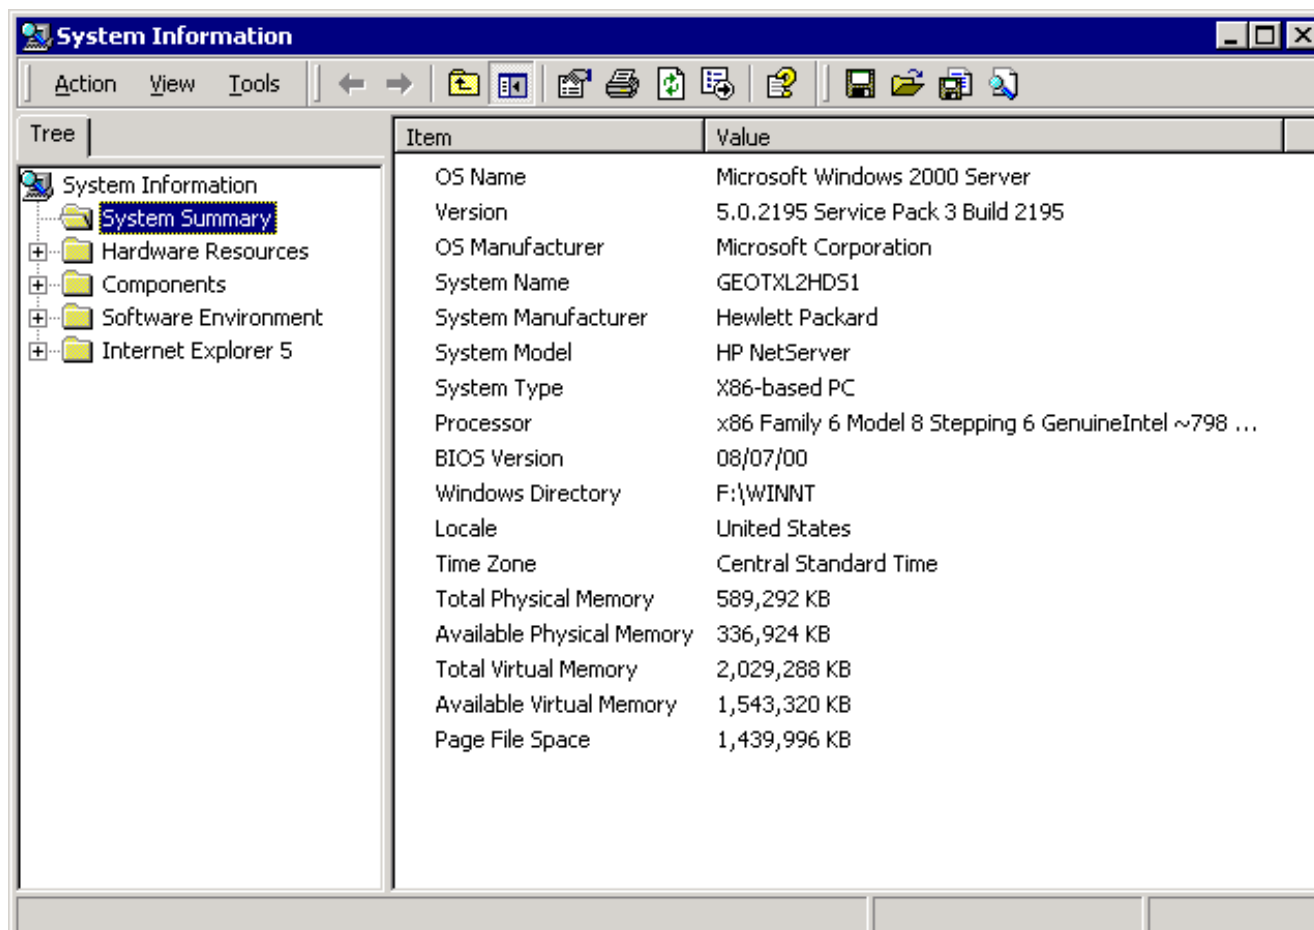 System Information
Action View Tools
Tree
System Information
System Summary
Hardware Resources
Components
Software Environment
Internet Explorer 5
Item Value
OS Name Microsoft Windows 2000 Server
Version 5.0.2195 Service Pack 3 Build 2195
OS Manufacturer Microsoft Corporation
System Name GEOTXL2HDS1
System Manufacturer Hewlett Packard
System Model HP NetServer
System Type X86-based PC
Processor x86 Family 6 Model 8 Stepping 6 GenuineIntel ~798 ...
BIOS Version 08/07/00
Windows Directory F:\WINNT
Locale United States
Time Zone Central Standard Time
Total Physical Memory 589,292 KB
Available Physical Memory 336,924 KB
Total Virtual Memory 2,029,288 KB
Available Virtual Memory 1,543,320 KB
Page File Space 1,439,996 KB